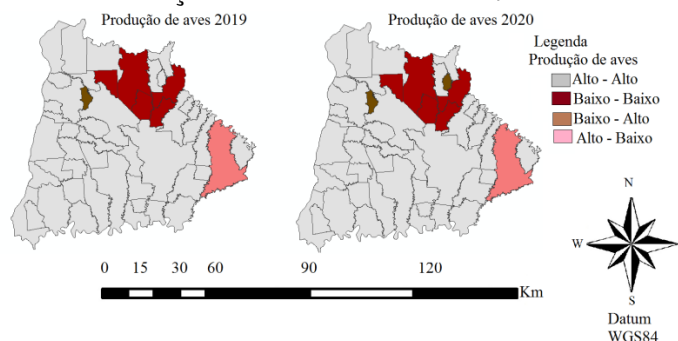 Produção de aves 2019
Produção de aves 2020
Legenda
Produção de aves
Alto - Alto
Baixo - Baixo
Baixo - Alto
Alto - Baixo
N
W
E
S
0 15 30 60 90 120
Km
Datum
WGS84